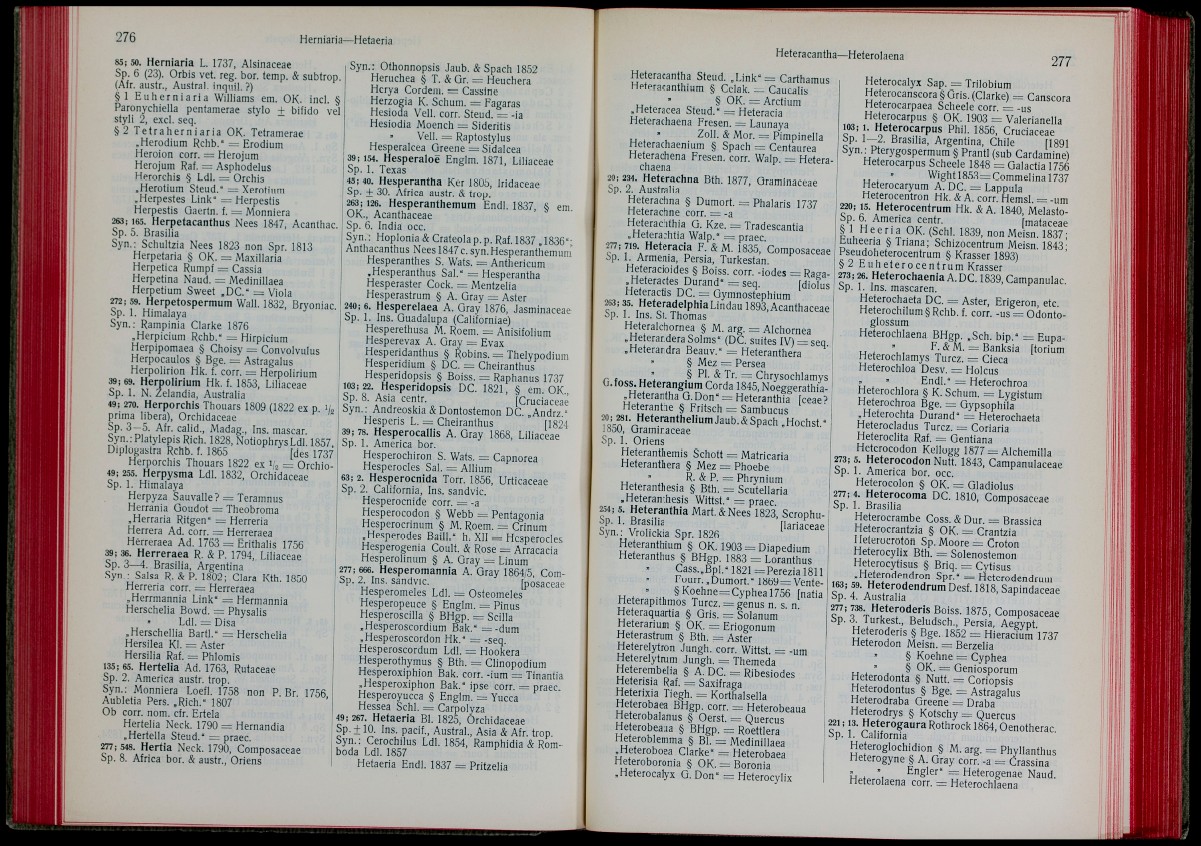 276
Herniaria—Hetaeria
85; 50. Herniaria L. 1737, Alsinaceae
Sp. 6 (23). Orbis vet. reg. bor. temp. & subtrop.
(Afr. austr., Austral. inquil. ?)
§ 1 Euherniaria Williams em. OK. incl. §
Paronychiella pentamerae stylo ± bifido vel
styli 2, excl. seq.
§ 2 Tetraherniaria OK. Tetramerae
„Herodium Rchb.“ = Erodium
Heroion corr. = Herojum
Herojum Raf. = Asphodelus
Herorchis § Ldl. = Orchis
„Herotium Steud.“ = Xerotium
„Herpestes Link“ = Herpestis
Herpestis Gaertn. f. = Monniera
263; 165. Herpetacanthus Nees 1847, Acanthac.
Sp. 5. Brasilia
Syn.: Schultzia Nees 1823 non Spr. 1813
Herpetaria § OK. = Maxillaria
Herpetica Rumpf = Cassia
Herpetina Naud. = Medinillaea
Herpetium Sweet „DC.“ = Viola
272; 59. Herpetospermum Wall. 1832, Bryoniac.
Sp. 1. Himalaya
Syn.: Rampinia Clarke 1876
„Herpicium Rchb.“ = Hirpicium
Herpipomaea § Choisy = Convolvulus
Herpocaulos § Bge. = Astragalus
Herpolirion Hk. f. corr. = Herpolirium
39; 69. Herpolirium Hk. f. 1853, Liliaceae
Sp. 1. N. Zelandia, Australia
49; 270. Herporchis Thouars 1809 (1822 ex p. 1/2
prima libera), Orchidaceae
Sp. 3—5. Afr. calid., Madag., Ins. mascar.
Syn.: Platylepis Rich. 1828, Notiophrys Ldl. 1857,
Diplogastra Rchb. f. 1865 [des 1737
Herporchis Thouars 1822 ex 1/2 = Orchio-
49; 255. Herpysma Ldl. 1832, Orchidaceae
Sp. 1. Himalaya
Herpyza Sauvalle ? = Teramnus
Herrania Goudot = Theobroma
„Herraria Ritgen“ = Herreria
Herrera Ad. corr. = Herreraea
Herreraea Ad. 1763 = Erithalis 1756
39; 36. Herreraea R. & P. 1794, Liliaceae
Sp. 3—4. Brasilia, Argentina
Syn.: Salsa R. & P. 1802; Clara Kth. 1850
Herreria corr. = Herreraea
„Herrmannia Link“ = Hermannia
Herschelia Bowd. = Physalis
" Ldl. = Disa
„Herschellia Bartl.“ = Herschelia
Hersilea Kl. = Aster
Hersilia Raf. = Phlomis
135; 65. Hertelia Ad. 1763, Rutaceae
Sp. 2. America austr. trop.
Syn.: Monniera Loefl. 1758 non P. Br. 1756,
Aubletia Pers. „Rich.“ 1807
Ob corr. nom. cfr. Ertela
Hertelia Neck. 1790 = Hernandia
„Hertella Steud.“ = praec.
277; 548. Hertia Neck. 1790, Composaceae
Sp. 8. Africa bor. & austr., Oriens
Syn.: Othonnopsis Jaub. & Spach 1852
Heruchea § T. & Gr. = Heuchera
Herya Cordem. = Cassine
Herzogia K. Schum. = Fagaras
Hesioda Vell. corr. Steud. = -ia
Hesiodia Moench = Sideritis
" Vell. = Raptostylus
Hesperalcea Greene = Sidalcea
39; 154. Hesperaloë Englm. 1871, Liliaceae
Sp. 1. Texas
45; 40. Hesperantha Ker 1805, Iridaceae
Sp. ± 30. Africa austr. & trop.
263; 126. Hesperanthemum Endl. 1837, § em.
OK., Acanthaceae
Sp. 6. India occ.
Syn.: Hoplonia & Crateola p. p. Raf. 1837 „1836“;
Anthacanthus Nees 1847 c. syn. Hesperanthemum
Hesperanthes S. Wats. = Anthericum
„Hesperanthus Sal.“ = Hesperantha
Hesperaster Cock. = Mentzelia
Hesperastrum § A. Gray = Aster
240; 6. Hesperelaea A. Gray 1876, Jasminaceae
Sp. 1. Ins. Guadalupa (Californiae)
Hesperethusa M. Roem. = Anisifolium
Hesperevax A. Gray = Evax
Hesperidanthus § Robins. = Thelypodium
Hesperidium § DC. = Cheiranthus
Hesperidopsis § Boiss. = Raphanus 1737
103; 22. Hesperidopsis DC. 1821, § em. OK.,
Sp. 8. Asia centr. [Cruciaceae
Syn.: Andreoskia & Dontostemon DC. „Andrz.“
Hesperis L. = Cheiranthus [1824
39; 78. Hesperocallis A. Gray 1868, Liliaceae
Sp. 1. America bor.
Hesperochiron S. Wats. = Capnorea
Hesperocles Sal. = Allium
63; 2. Hesperocnida Torr. 1856, Urticaceae
Sp. 2. California, Ins. sandvic.
Hesperocnide corr. = -a
Hesperocodon § Webb = Pentagonia
Hesperocrinum § M. Roem. = Crinum
„Hesperodes Baill.“ h. XII = Hesperocles
Hesperogenia Coult. & Rose = Arracacia
Hesperolinum § A. Gray = Linum
277; 666. Hesperomannia A. Gray 1864/5, Com-
Sp. 2. Ins. sandvic. [posaceae
Hesperomeles Ldl. = Osteomeles
Hesperopeuce § Englm. = Pinus
Hesperoscilla § BHgp. = Scilla
„Hesperoscordium Bak.“ = -dum
„Hesperoscordon Hk.“ = -seq.
Hesperoscordum Ldl. = Hookera
Hesperothymus § Bth. = Clinopodium
Hesperoxiphion Bak. corr. -ium = Tinantia
„Hesperoxiphon Bak.“ ipse corr. = praec.
Hesperoyucca § Englm. = Yucca
Hessea Schl. = Carpolyza
49; 267. Hetaeria Bl. 1825, Orchidaceae
Sp. ± 10. Ins. pacif., Austral., Asia & Afr. trop.
Syn.: Cerochilus Ldl. 1854, Ramphidia & Rom-
boda Ldl. 1857
Hetaeria Endl. 1837 = Pritzelia
Heteracantha—Heterolaena
277
Heteracantha Steud. „Link“ = Carthamus
Heteracanthium § Celak. = Caucalis
" § OK. = Arctium
„Heteracea Steud.“ = Heteracia
Heterachaena Fresen. = Launaya
" Zoll. & Mor. = Pimpinella
Heterachaenium § Spach = Centaurea
Heterachena Fresen. corr. Walp. = Hetera-
chaena
20; 234. Heterachna Bth. 1877, Graminaceae
Sp. 2. Australia
Heterachna § Dumort. = Phalaris 1737
Heterachne corr. = -a
Heterachthia G. Kze. = Tradescantia
„Heterachtia Walp.“ = praec.
277; 719. Heteracia F. & M. 1835, Composaceae
Sp. 1. Armenia, Persia, Turkestan.
Heteracioides § Boiss. corr. -iodes = Raga-
„Heteractes Durand“ = seq. [diolus
Heteractis DC. = Gymnostephium
263; 35. Heteradelphia Lindau 1893, Acanthaceae
Sp. 1. Ins. St. Thomas
Heteralchornea § M. arg. = Alchornea
„Heterandera Solms“ (DC. suites IV) = seq.
„Heterandra Beauv.“ = Heteranthera
" § Mez = Persea
" § Pl. & Tr. = Chrysochlamys
G. foss. Heterangium Corda 1845, Noeggerathia-
„Heterantha G. Don“ = Heteranthia [ceae?
Heterantne § Fritsch = Sambucus
20; 281. Heteranthelium Jaub. & Spach „Hochst.“
1850, Graminaceae
Sp. 1. Oriens
Heteranthemis Schott = Matricaria
Heteranthera § Mez = Phoebe
" R. & P. = Phrynium
Heteranthesia § Bth. = Scutellaria
„Heteranthesis Wittst.“ = praec.
254; 5. Heteranthia Mart. & Nees 1823, Scrophu-
Sp. 1. Brasilia [lariaceae
Syn.: Vrolickia Spr. 1826
Heteranthium § OK. 1903 = Diapedium
Heteranthus § BHgp. 1883 = Loranthus
" Cass. „Bpl.“ 1821 = Perezia 1811
" Fourr. „Dumort.“ 1869 = Vente-
" § Koehne = Cyphea 1756 [natia
Heterapithmos Turcz. = genus n. s. n.
Heteraquartia § Gris. = Solanum
Heterarium § OK. = Eriogonum
Heterastrum § Bth. = Aster
Heterelytron Jungh. corr. Wittst. = -um
Heterelytrum Jungh. = Themeda
Heterembelia § A. DC. = Ribesiodes
Heterisia Raf. = Saxifraga
Heterixia Tiegh. = Korthalsella
Heterobaea BHgp. corr. = Heterobeaua
Heterobalanus § Oerst. = Quercus
Heterobeaua § BHgp. = Roettlera
Heteroblemma § Bl. = Medinillaea
„Heteroboea Clarke“ = Heterobaea
Heteroboronia § OK. = Boronia
„Heterocalyx G. Don“ = Heterocylix
Heterocalyx Sap. = Trilobium
Heterocanscora § Gris. (Clarke) = Canscora
Heterocarpaea Scheele corr. = -us
Heterocarpus § OK. 1903 = Valerianella
103; 1. Heterocarpus Phil. 1856, Cruciaceae
Sp. 1—2. Brasilia, Argentina, Chile [1891
Syn.: Pterygospermum § Prantl (sub Cardamine)
Heterocarpus Scheele 1848 = Galactia 1756
" Wight 1853 = Commelina 1737
Heterocaryum A. DC. = Lappula
Heterocentron Hk. & A. corr. Hemsl. = -um
220; 15. Heterocentrum Hk. & A. 1840, Melasto-
Sp. 6. America centr. [mataceae
§ 1 Heeria OK. (Schl. 1839, non Meisn. 1837;
Euheeria § Triana; Schizocentrum Meisn. 1843;
Pseudoheterocentrum § Krasser 1893)
§ 2 Euheterocentrum Krasser
273; 26. Heterochaenia A. DC. 1839, Campanulac.
Sp. 1. Ins. mascaren.
Heterochaeta DC. = Aster, Erigeron, etc.
Heterochilum § Rchb. f. corr. -us = Odonto-
glossum
Heterochlaena BHgp. „Sch. bip.“ = Eupa-
" F. & M. = Banksia [torium
Heterochlamys Turcz. = Cieca
Heterochloa Desv. = Holcus
" " Endl.“ = Heterochroa
Heterochlora § K. Schum. = Lygistum
Heterochroa Bge. = Gypsophila
„Heterochta Durand“ = Heterochaeta
Heterocladus Turcz. = Coriaria
Heteroclita Raf. = Gentiana
Heterocodon Kellogg 1877 = Alchemilla
273; 5. Heterocodon Nutt. 1843, Campanulaceae
Sp. 1. America bor. occ.
Heterocolon § OK. = Gladiolus
277; 4. Heterocoma DC. 1810, Composaceae
Sp. 1. Brasilia
Heterocrambe Coss. & Dur. = Brassica
Heterocrantzia § OK. = Crantzia
Heterocroton Sp. Moore = Croton
Heterocylix Bth. = Solenostemon
Heterocytisus § Briq. = Cytisus
„Heterodendron Spr.“ = Heterodendrum
163; 59. Heterodendrum Desf. 1818, Sapindaceae
Sp. 4. Australia
277; 738. Heteroderis Boiss. 1875, Composaceae
Sp. 3. Turkest., Beludsch., Persia, Aegypt.
Heteroderis § Bge. 1852 = Hieracium 1737
Heterodon Meisn. = Berzelia
" § Koehne = Cyphea
" § OK. = Geniosporum
Heterodonta § Nutt. = Coriopsis
Heterodontus § Bge. = Astragalus
Heterodraba Greene = Draba
Heterodrys § Kotschy = Quercus
221; 13. Heterogaura Rothrock 1864, Oenotherac.
Sp. 1. California
Heteroglochidion § M. arg. = Phyllanthus
Heterogyne § A. Gray corr. -a = Crassina
" " Engler“ = Heterogenae Naud.
Heterolaena corr. = Heterochlaena